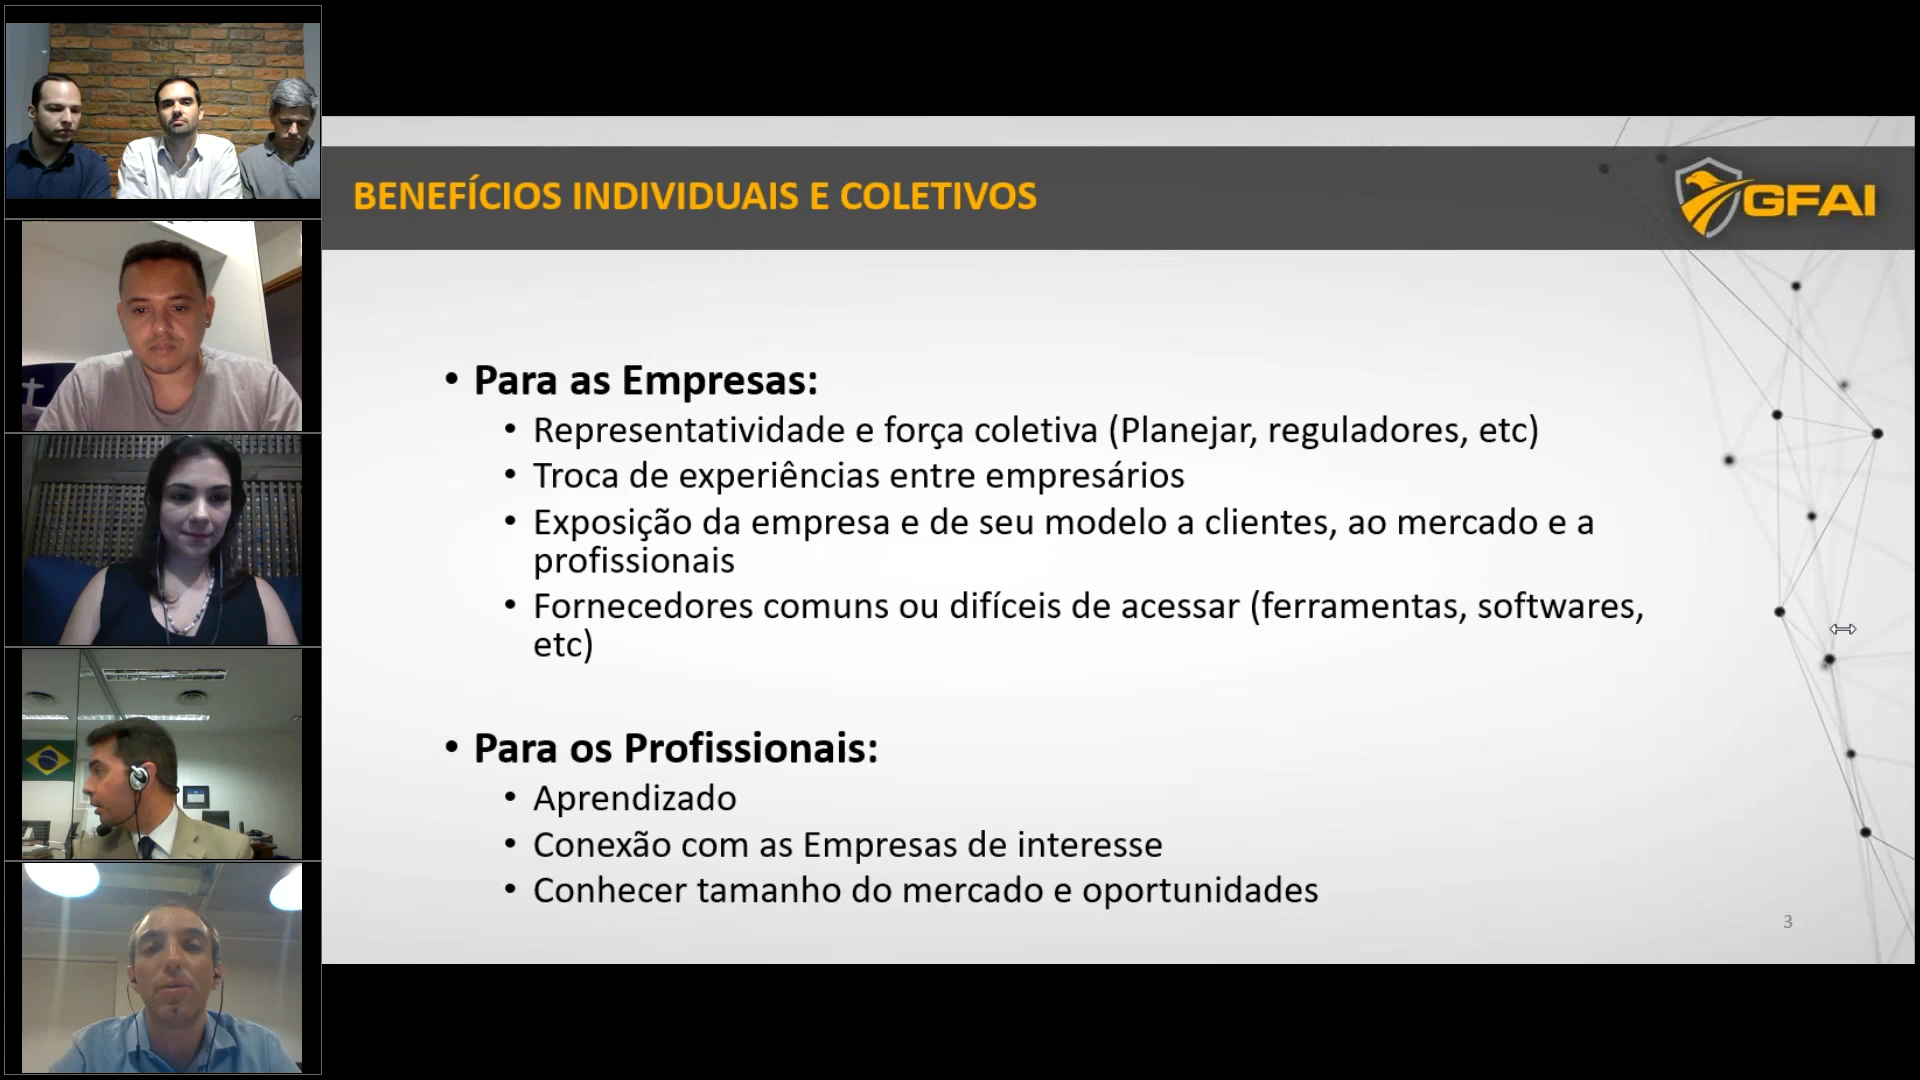 BENEFÍCIOS INDIVIDUAIS E COLETIVOS
GFAI
• Para as Empresas:
• Representatividade e força coletiva (Planejar, reguladores, etc)
• Troca de experiências entre empresários
• Exposição da empresa e de seu modelo a clientes, ao mercado e a
profissionais
• Fornecedores comuns ou difíceis de acessar (ferramentas, softwares,
etc)
• Para os Profissionais:
• Aprendizado
• Conexão com as Empresas de interesse
• Conhecer tamanho do mercado e oportunidades
3